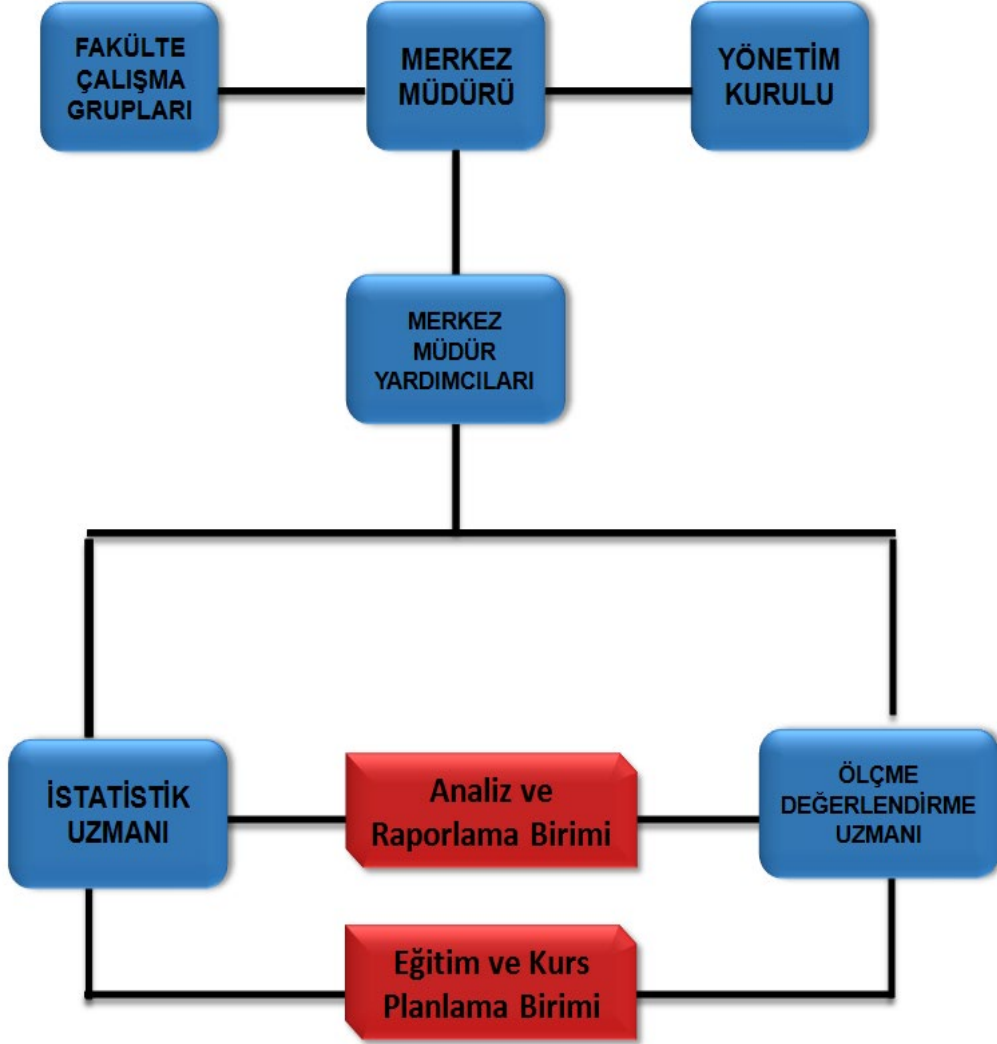 FAKÜLTE
ÇALIŞMA
GRUPLARI
MERKEZ
MÜDÜRÜ
YÖNETİM
KURULU
MERKEZ
MÜDÜR
YARDIMCILARI
İSTATİSTİK
UZMANI
Analiz ve
Raporlama Birimi
ÖLÇME
DEĞERLENDİRME
UZMANI
Eğitim ve Kurs
Planlama Birimi